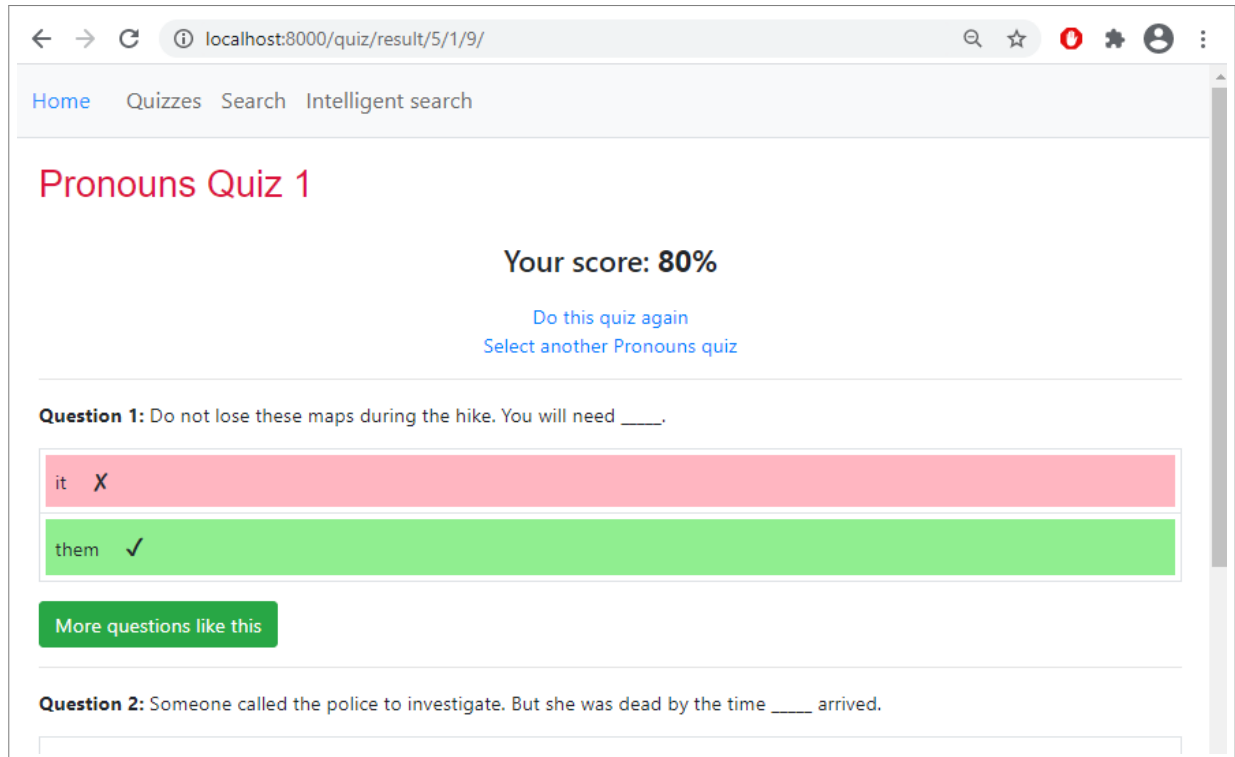 localhost:8000/quiz/result/5/1/9/
Home Quizzes Search Intelligent search
Pronouns Quiz 1
Your score: 80%
Do this quiz again
Select another Pronouns quiz
Question 1: Do not lose these maps during the hike. You will need _____.
it ✗
them ✓
More questions like this
Question 2: Someone called the police to investigate. But she was dead by the time _____ arrived.